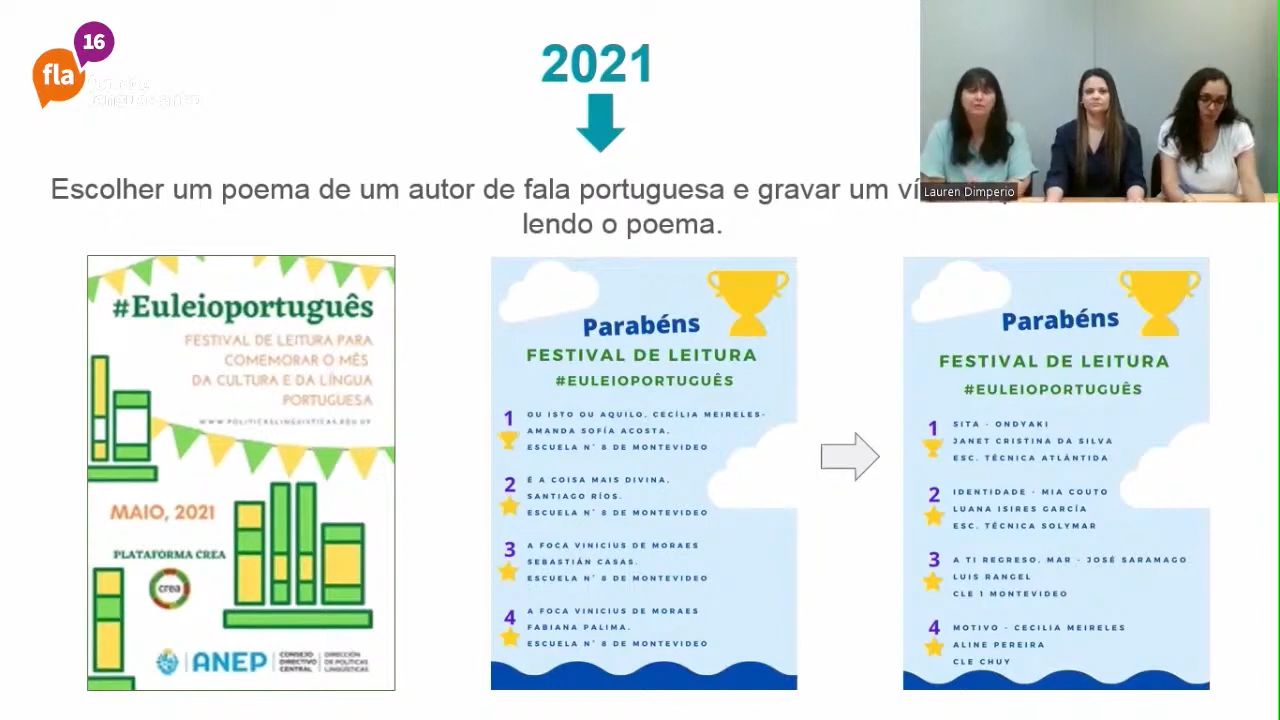 16
fla
2021
Escolher um poema de um autor de fala portuguesa e gravar um
lendo o poema.
Lauren Dimperio
#Euleioportuguês
FESTIVAL DE LEITURA PARA
COMEMORAR O MÊS
DA CULTURA E DA LÍNGUA
PORTUGUESA
WWW.POLITICASLINGUISTICAS.EDU.UY
MAIO, 2021
PLATAFORMA CREA
crea
ANEP
CONSEJO
DIRECTIVO
CENTRAL
DIRECCIÓN
DE POLÍTICAS
LINGÜÍSTICAS
Parabéns
FESTIVAL DE LEITURA
#EULEIOPORTUGUÊS
1
OU ISTO OU AQUILO, CECÍLIA MEIRELES-
AMANDA SOFÍA ACOSTA.
ESCUELA N° 8 DE MONTEVIDEO
2
É A COISA MAIS DIVINA,
SANTIAGO RÍOS.
ESCUELA N° 8 DE MONTEVIDEO
3
A FOCA VINICIUS DE MORAES
SEBASTIÁN CASAS.
ESCUELA N° 8 DE MONTEVIDEO
4
A FOCA VINICIUS DE MORAES
FABIANA PALIMA.
ESCUELA N° 8 DE MONTEVIDEO
Parabéns
FESTIVAL DE LEITURA
#EULEIOPORTUGUÊS
1
SITA - ONDYAKI
JANET CRISTINA DA SILVA
ESC. TÉCNICA ATLÁNTIDA
2
IDENTIDADE - MIA COUTO
LUANA ISIRES GARCÍA
ESC. TÉCNICA SOLYMAR
3
A TI REGRESO, MAR - JOSÉ SARAMAGO
LUIS RANGEL
CLE 1 MONTEVIDEO
4
MOTIVO - CECILIA MEIRELES
ALINE PEREIRA
CLE CHUY